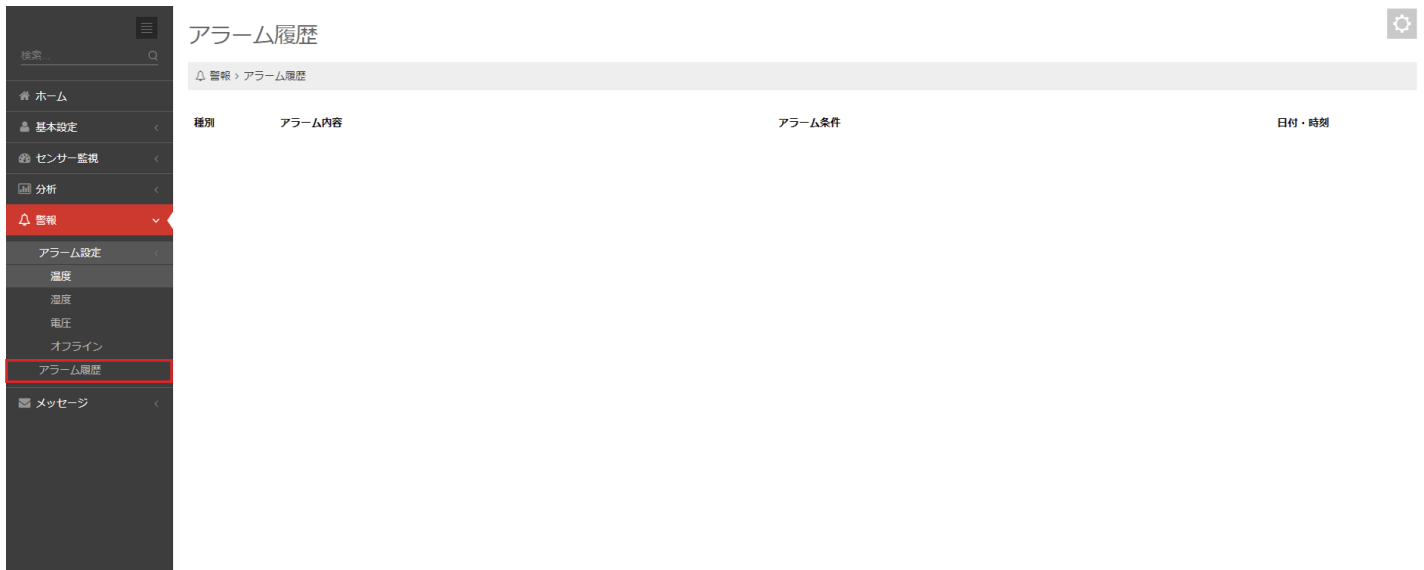 アラーム履歴
検索...
警報 › アラーム履歴
ホーム
基本設定
種別 アラーム内容 アラーム条件 日付・時刻
センサー監視
分析
警報
アラーム設定
温度
湿度
電圧
オフライン
アラーム履歴
メッセージ